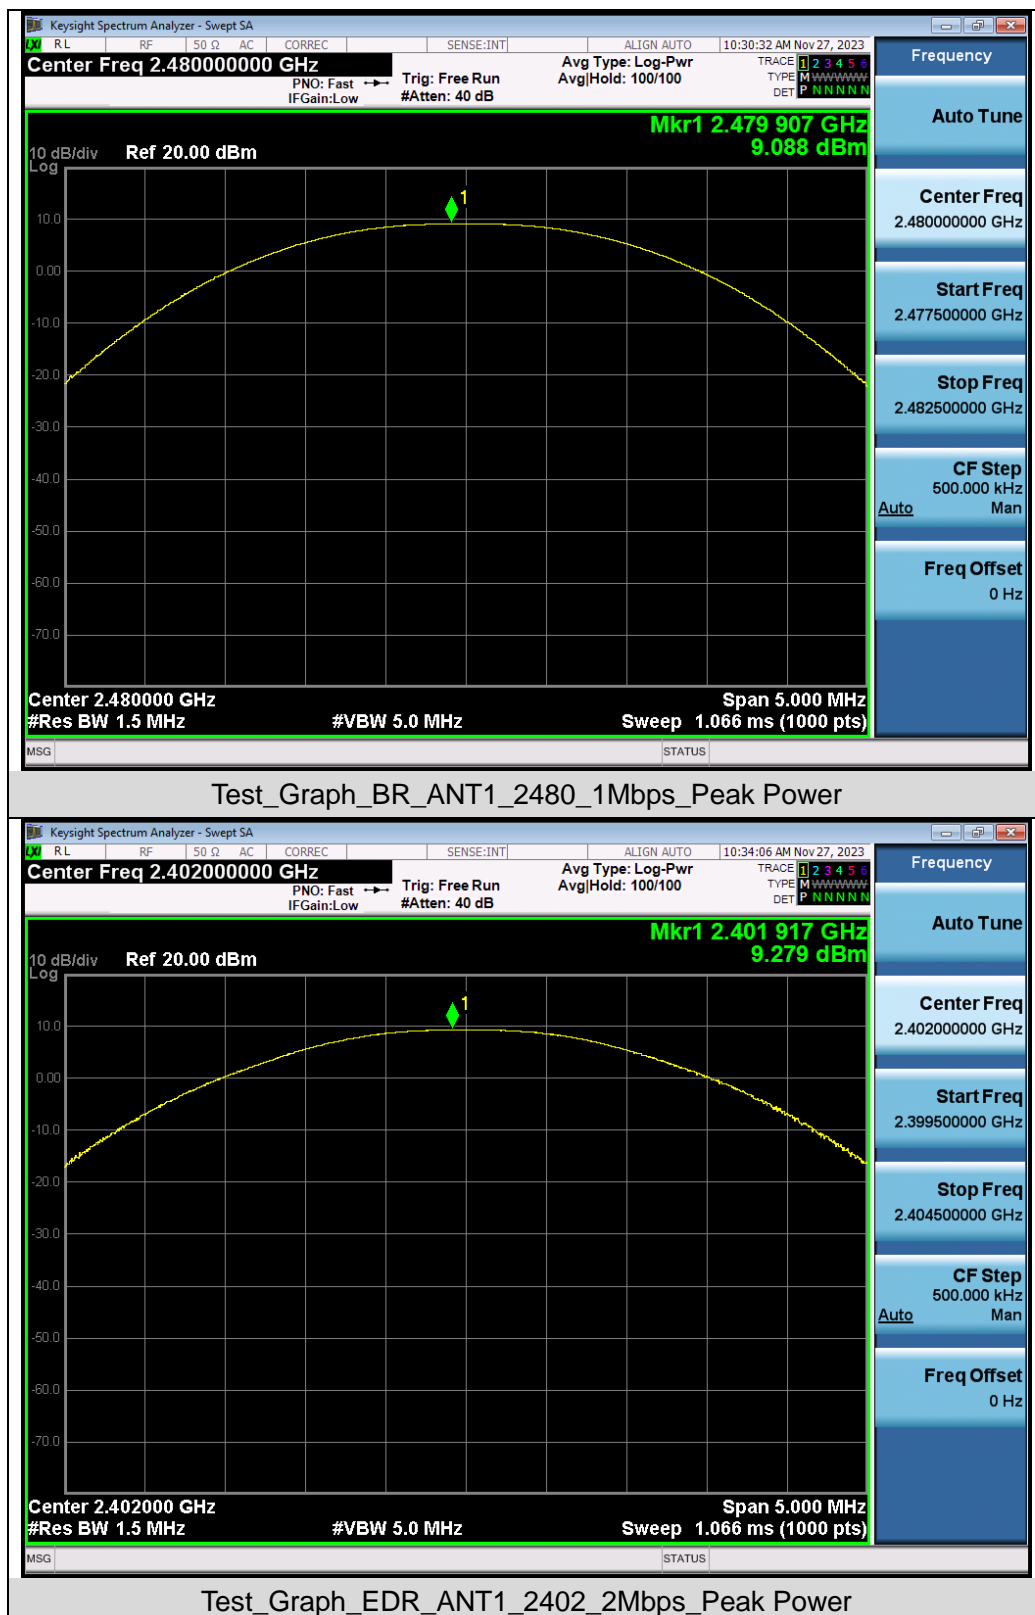 Keysight Spectrum Analyzer - Swept SA
LXI RL RF 50 Ω AC CORREC SENSE:INT ALIGN AUTO 10:30:32 AM Nov 27, 2023
Center Freq 2.480000000 GHz
PNO: Fast
IFGain:Low
Trig: Free Run
#Atten: 40 dB
Avg Type: Log-Pwr
Avg|Hold: 100/100
TRACE 1 2 3 4 5 6
TYPE M WWWWW
DET P N N N N N
Frequency
Mkr1 2.479 907 GHz
9.088 dBm
10 dB/div Ref 20.00 dBm
Log
1
10.0
0.00
-10.0
-20.0
-30.0
-40.0
-50.0
-60.0
-70.0
Center 2.480000 GHz Span 5.000 MHz
#Res BW 1.5 MHz #VBW 5.0 MHz Sweep 1.066 ms (1000 pts)
MSG STATUS
Auto Tune
Center Freq
2.480000000 GHz
Start Freq
2.477500000 GHz
Stop Freq
2.482500000 GHz
CF Step
500.000 kHz
Auto Man
Freq Offset
0 Hz
Test_Graph_BR_ANT1_2480_1Mbps_Peak Power
Keysight Spectrum Analyzer - Swept SA
LXI RL RF 50 Ω AC CORREC SENSE:INT ALIGN AUTO 10:34:06 AM Nov 27, 2023
Center Freq 2.402000000 GHz
PNO: Fast
IFGain:Low
Trig: Free Run
#Atten: 40 dB
Avg Type: Log-Pwr
Avg|Hold: 100/100
TRACE 1 2 3 4 5 6
TYPE M WWWWW
DET P N N N N N
Frequency
Mkr1 2.401 917 GHz
9.279 dBm
10 dB/div Ref 20.00 dBm
Log
1
10.0
0.00
-10.0
-20.0
-30.0
-40.0
-50.0
-60.0
-70.0
Center 2.402000 GHz Span 5.000 MHz
#Res BW 1.5 MHz #VBW 5.0 MHz Sweep 1.066 ms (1000 pts)
MSG STATUS
Auto Tune
Center Freq
2.402000000 GHz
Start Freq
2.399500000 GHz
Stop Freq
2.404500000 GHz
CF Step
500.000 kHz
Auto Man
Freq Offset
0 Hz
Test_Graph_EDR_ANT1_2402_2Mbps_Peak Power